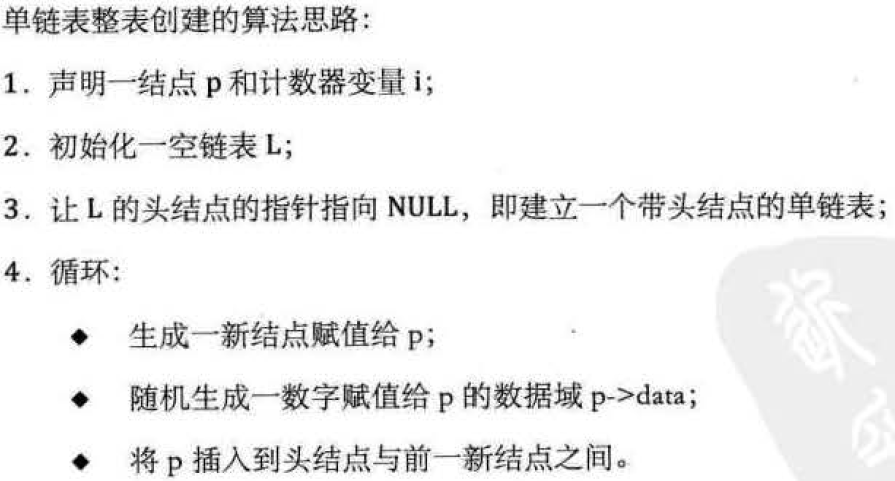 单链表整表创建的算法思路：
1．声明一结点 p 和计数器变量 i；
2．初始化一空链表 L；
3．让 L 的头结点的指针指向 NULL，即建立一个带头结点的单链表；
4．循环：
◆ 生成一新结点赋值给 p；
◆ 随机生成一数字赋值给 p 的数据域 p->data；
◆ 将 p 插入到头结点与前一新结点之间。